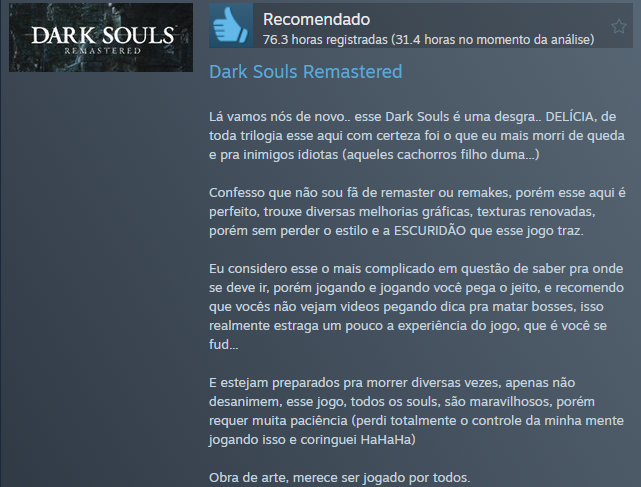 DARK SOULS
REMASTERED
Recomendado
76.3 horas registradas (31.4 horas no momento da análise)
Dark Souls Remastered
Lá vamos nós de novo.. esse Dark Souls é uma desgra.. DELÍCIA, de
toda trilogia esse aqui com certeza foi o que eu mais morri de queda
e pra inimigos idiotas (aqueles cachorros filho duma...)
Confesso que não sou fã de remaster ou remakes, porém esse aqui é
perfeito, trouxe diversas melhorias gráficas, texturas renovadas,
porém sem perder o estilo e a ESCURIDÃO que esse jogo traz.
Eu considero esse o mais complicado em questão de saber pra onde
se deve ir, porém jogando e jogando você pega o jeito, e recomendo
que vocês não vejam videos pegando dica pra matar bosses, isso
realmente estraga um pouco a experiência do jogo, que é você se
fud...
E estejam preparados pra morrer diversas vezes, apenas não
desanimem, esse jogo, todos os souls, são maravilhosos, porém
requer muita paciência (perdi totalmente o controle da minha mente
jogando isso e coringuei HaHaHa)
Obra de arte, merece ser jogado por todos.